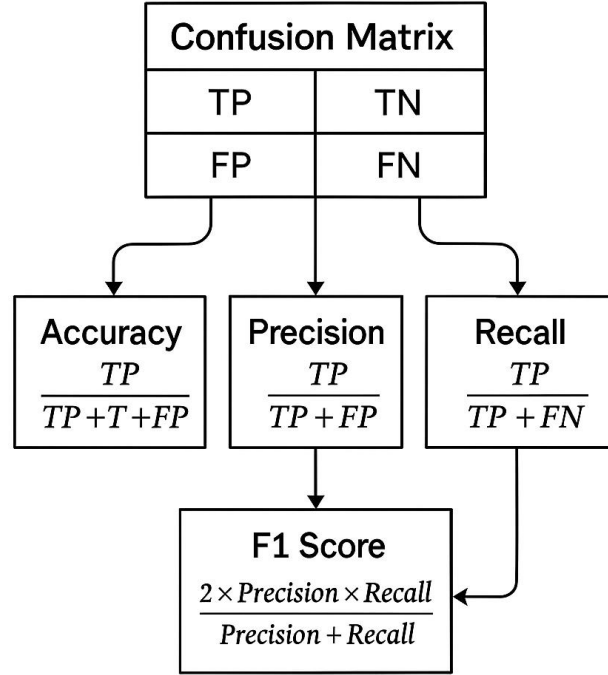 Confusion Matrix
TP TN
FP FN
Accuracy
TP
TP+T+FP
Precision
TP
TP + FP
Recall
TP
TP + FN
F1 Score
2 × Precision × Recall
Precision + Recall